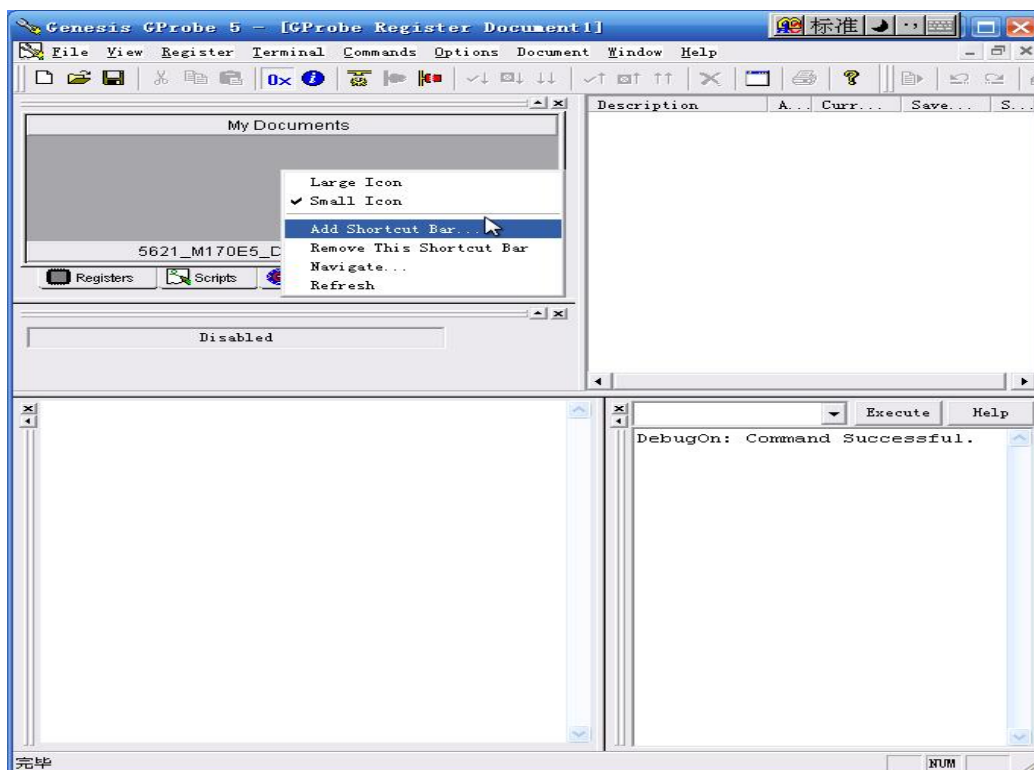 Genesis GProbe 5 - [GProbe Register Document1]
标准
File View Register Terminal Commands Options Document Window Help
0x
My Documents
5621_M170E5_D
Registers Scripts
Large Icon
Small Icon
Add Shortcut Bar...
Remove This Shortcut Bar
Navigate...
Refresh
Disabled
Description A... Curr... Save... S...
Execute Help
DebugOn: Command Successful.
完毕 NUM